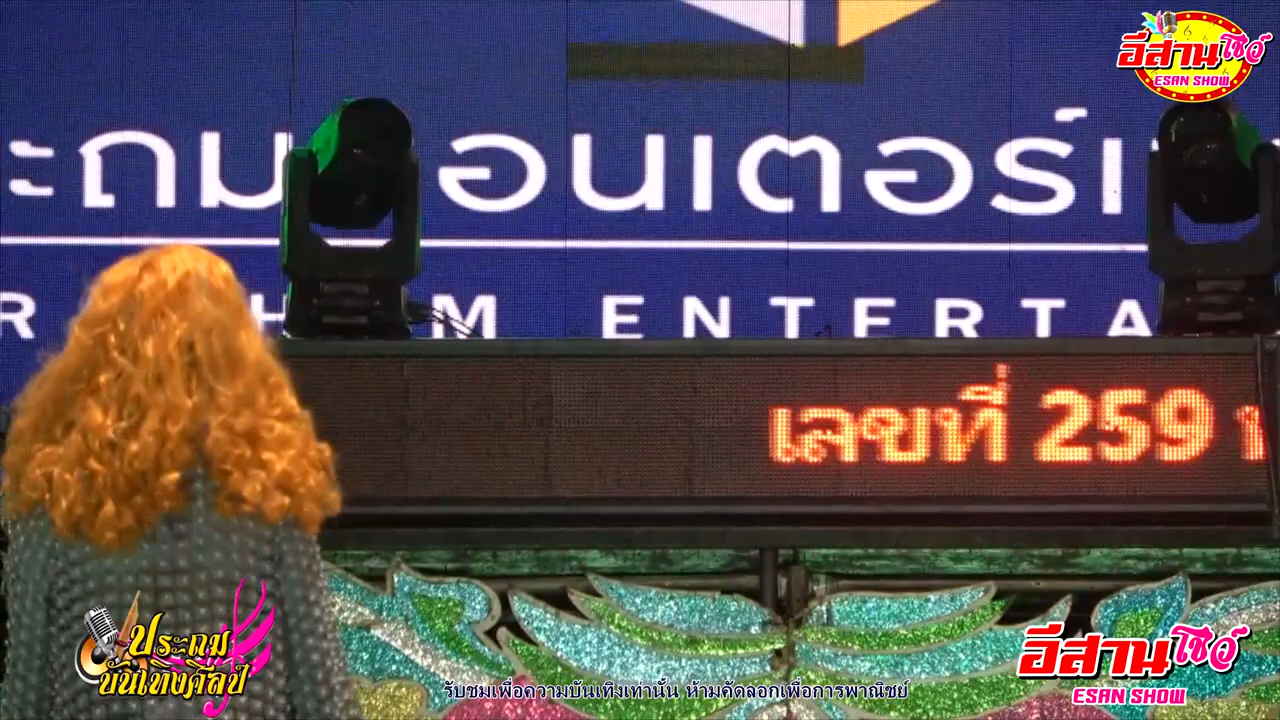 อีสานโชว์
ESAN SHOW
ะถม อนเตอร์เ
R H M ENTERTA
เลขที่ 259
ประถม
บันเทิงศิลป์
อีสานโชว์
ESAN SHOW
รับชมเพื่อความบันเทิงเท่านั้น ห้ามคัดลอกเพื่อการพาณิชย์